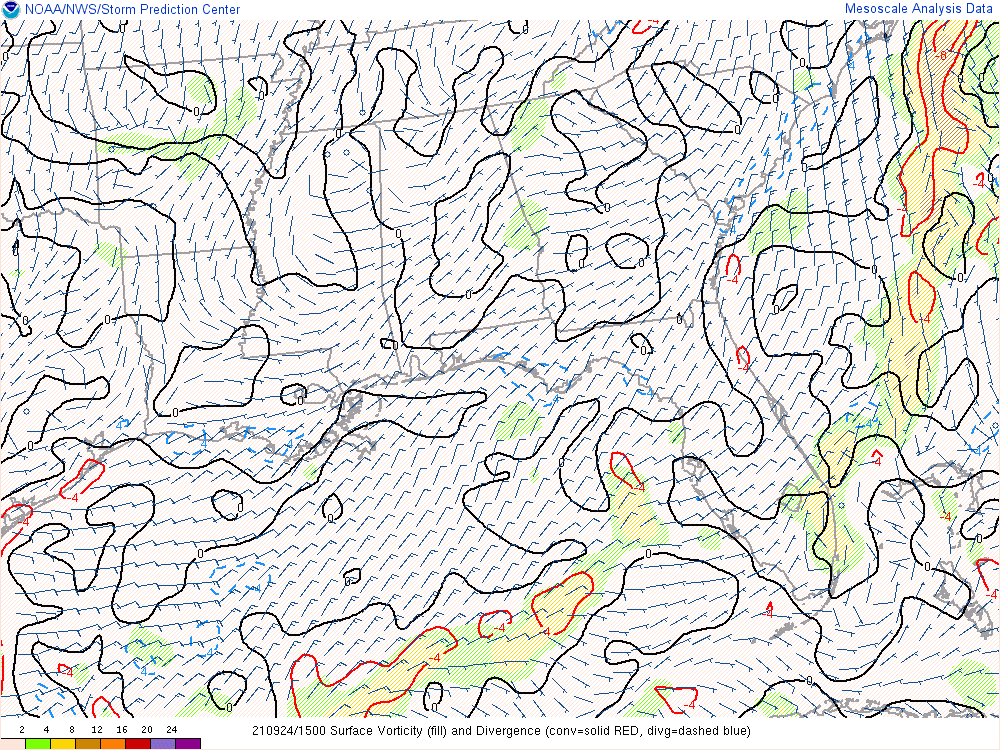 NOAA/NWS/Storm Prediction Center
Mesoscale Analysis Data
2 4 8 12 16 20 24
210924/1500 Surface Vorticity (fill) and Divergence (conv=solid RED, divg=dashed blue)